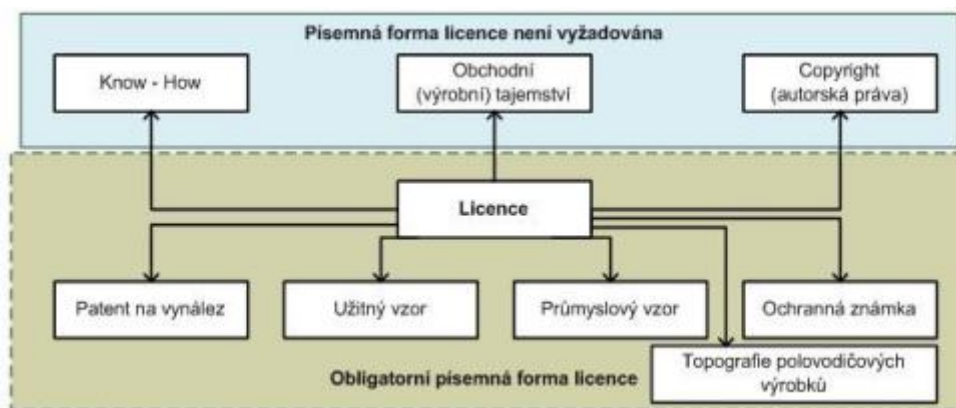 Písemná forma licence není vyžadována
Know - How
Obchodní
(výrobní) tajemství
Copyright
(autorská práva)
Licence
Patent na vynález
Užitný vzor
Průmyslový vzor
Ochranná známka
Topografie polovodičových
výrobků
Obligatorní písemná forma licence